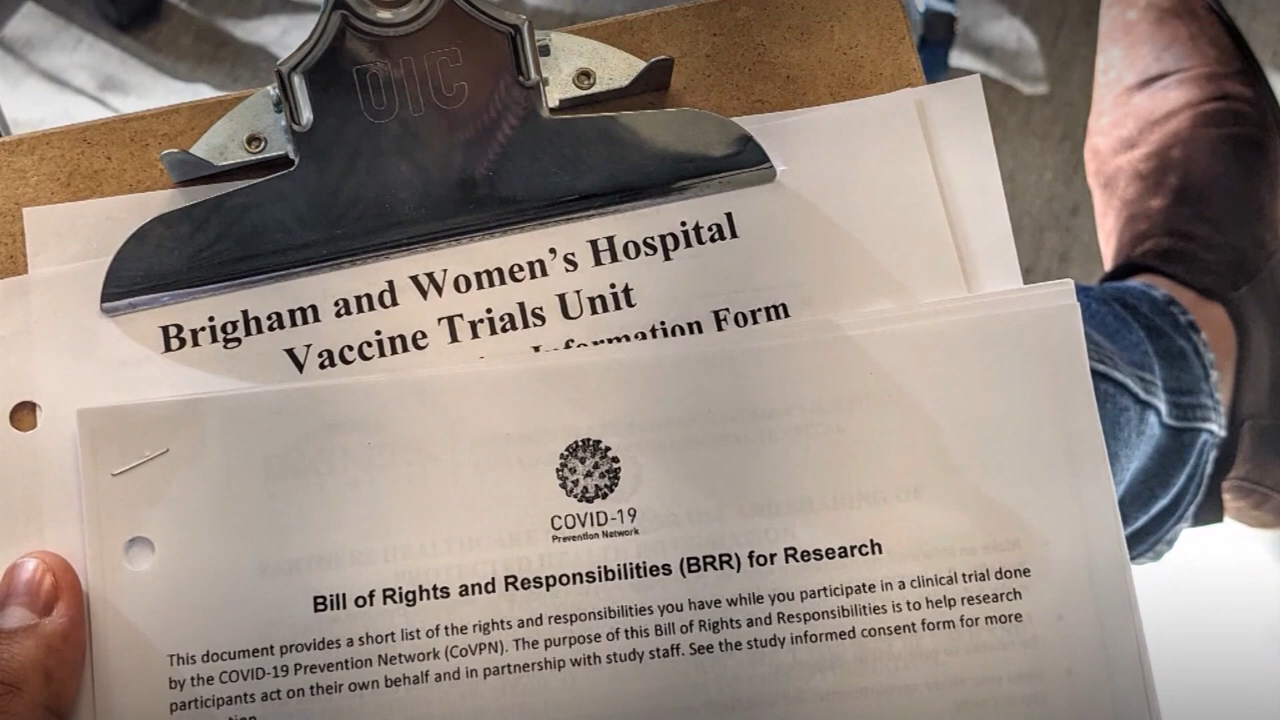 OIC
Brigham and Women's Hospital
Vaccine Trials Unit
Information Form
COVID-19
Prevention Network
Bill of Rights and Responsibilities (BRR) for Research
This document provides a short list of the rights and responsibilities you have while you participate in a clinical trial done
by the COVID-19 Prevention Network (CoVPN). The purpose of this Bill of Rights and Responsibilities is to help research
participants act on their own behalf and in partnership with study staff. See the study informed consent form for more